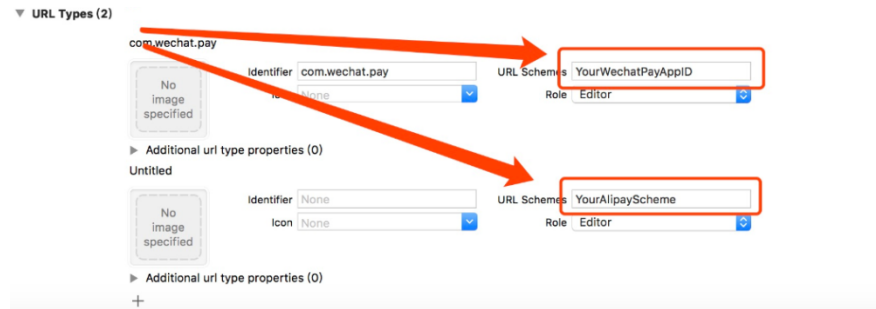 URL Types (2)
com.wechat.pay
No image specified
Identifier com.wechat.pay URL Schemes YourWechatPayAppID
None Role Editor
Additional url type properties (0)
Untitled
No image specified
Identifier None URL Schemes YourAlipayScheme
Icon None Role Editor
Additional url type properties (0)